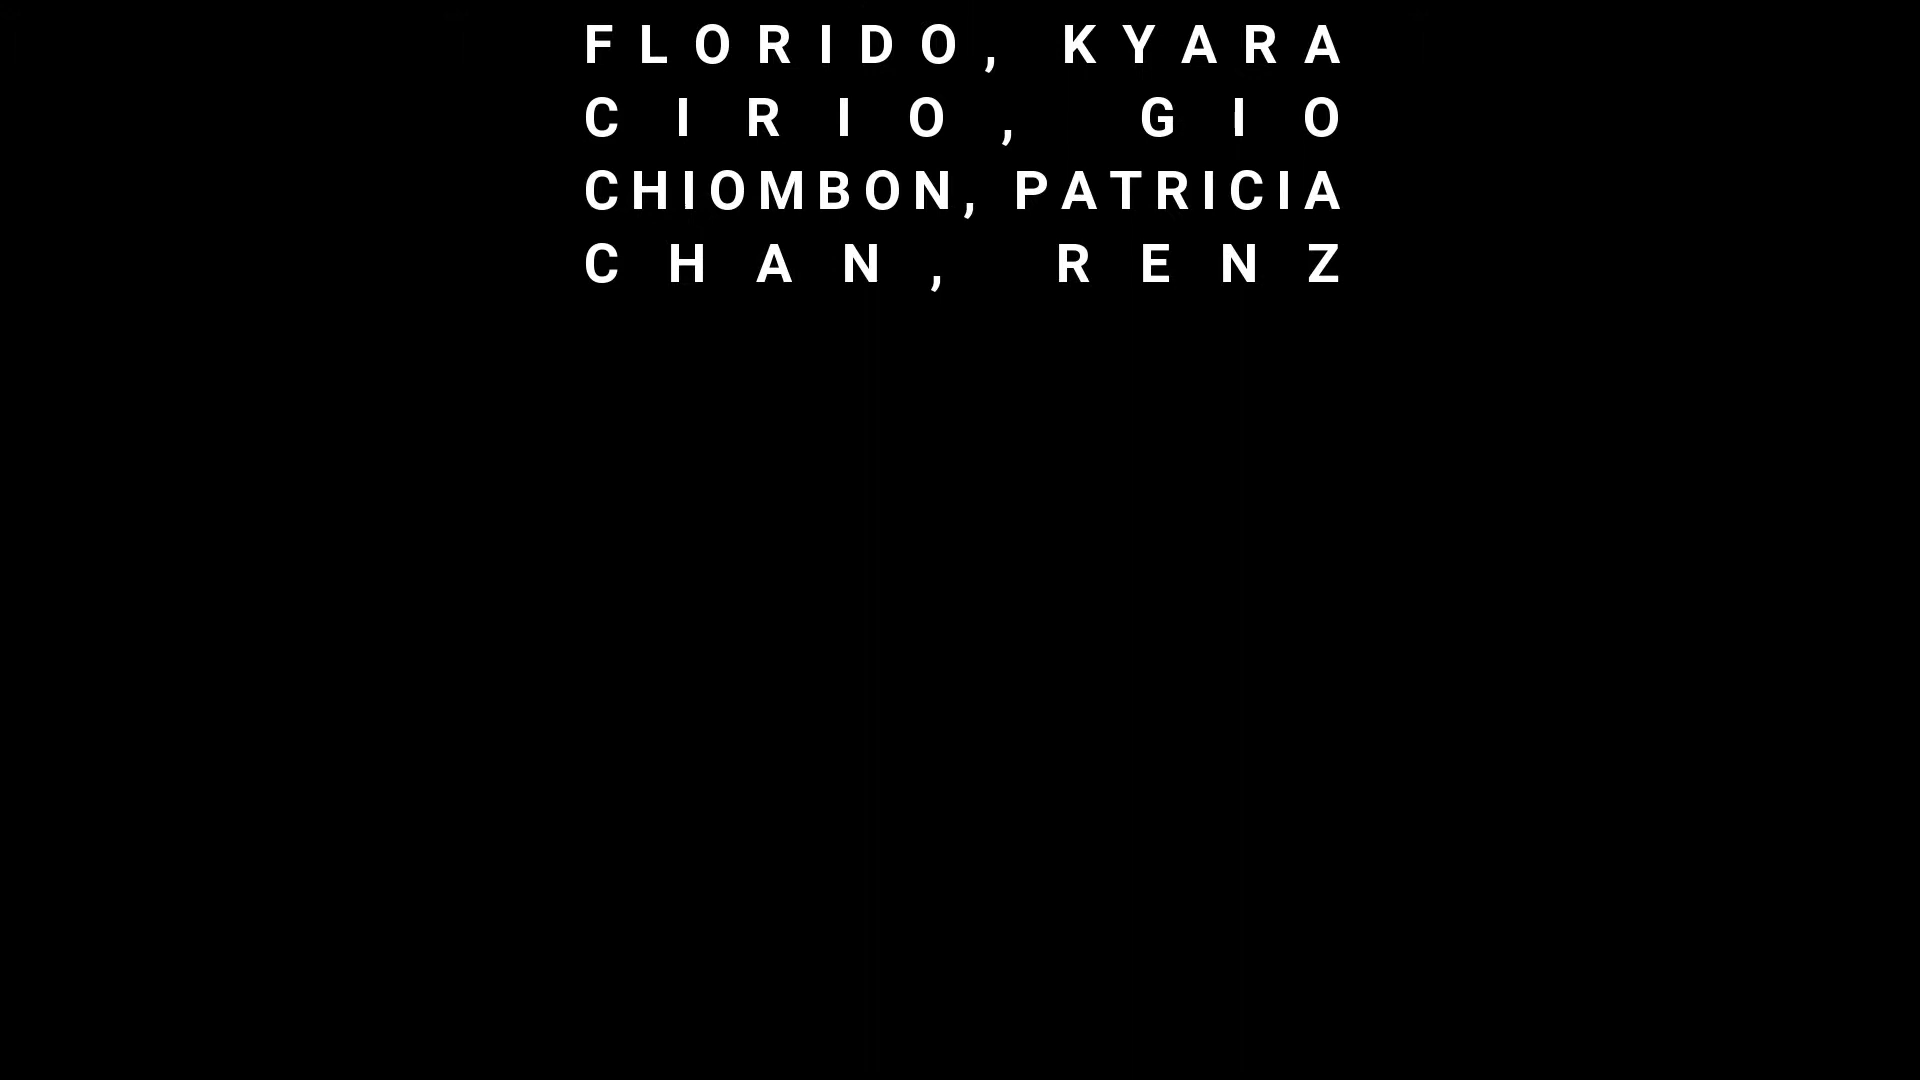 FLORIDO, KYARA
CIRIO, GIO
CHIOMBON, PATRICIA
CHAN, RENZ